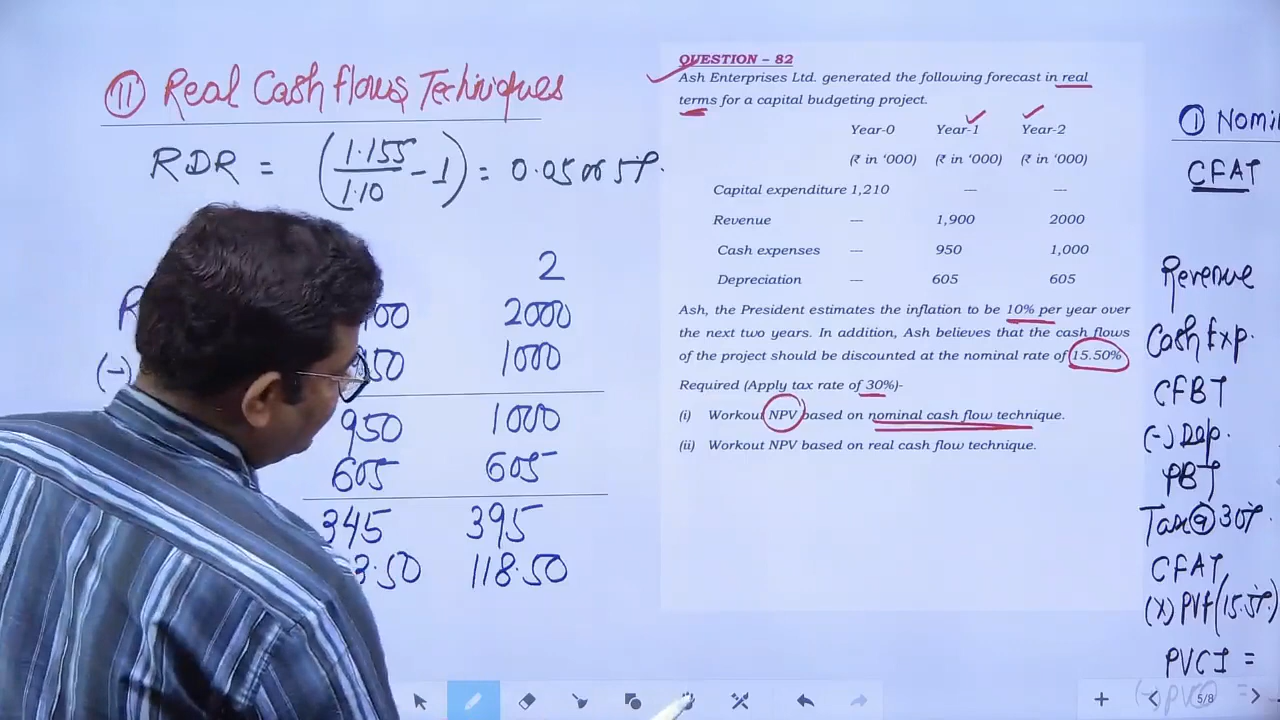 II Real Cash flows Techniques
RDR = (1.155/1.10 - 1) = 0.05 or 5%.
2
2000
(-) 1000
950 1000
605 605
345 395
3.50 118.50
QUESTION – 82
Ash Enterprises Ltd. generated the following forecast in real
terms for a capital budgeting project.
Year-0 Year-1 Year-2
(₹ in '000) (₹ in '000) (₹ in '000)
Capital expenditure 1,210 — —
Revenue — 1,900 2000
Cash expenses — 950 1,000
Depreciation — 605 605
Ash, the President estimates the inflation to be 10% per year over
the next two years. In addition, Ash believes that the cash flows
of the project should be discounted at the nominal rate of 15.50%
Required (Apply tax rate of 30%)-
(i) Workout NPV based on nominal cash flow technique.
(ii) Workout NPV based on real cash flow technique.
I Nomi
CFAT
Revenue
Cash Exp.
CFBT
(-) Dep.
PBT
Tax@30%.
CFAT
(x) PVf(15.5%)
PVCI =
(-) PVO =
5/8